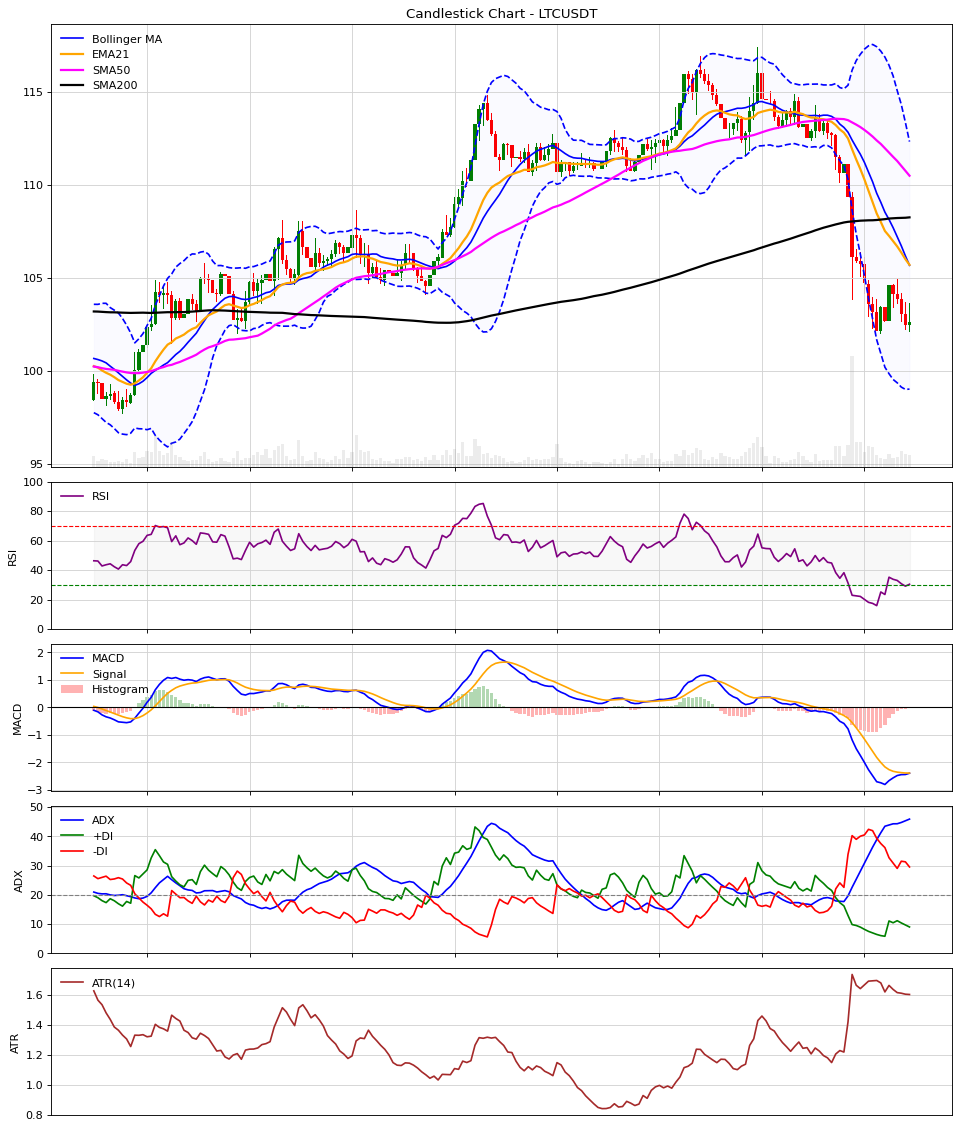 Candlestick Chart - LTCUSDT
Bollinger MA
EMA21
SMA50
SMA200
115
110
105
100
95
RSI
100
80
60
40
20
0
RSI
MACD
Signal
Histogram
2
1
0
−1
−2
−3
MACD
ADX
+DI
-DI
50
40
30
20
10
0
ADX
ATR(14)
1.6
1.4
1.2
1.0
0.8
ATR